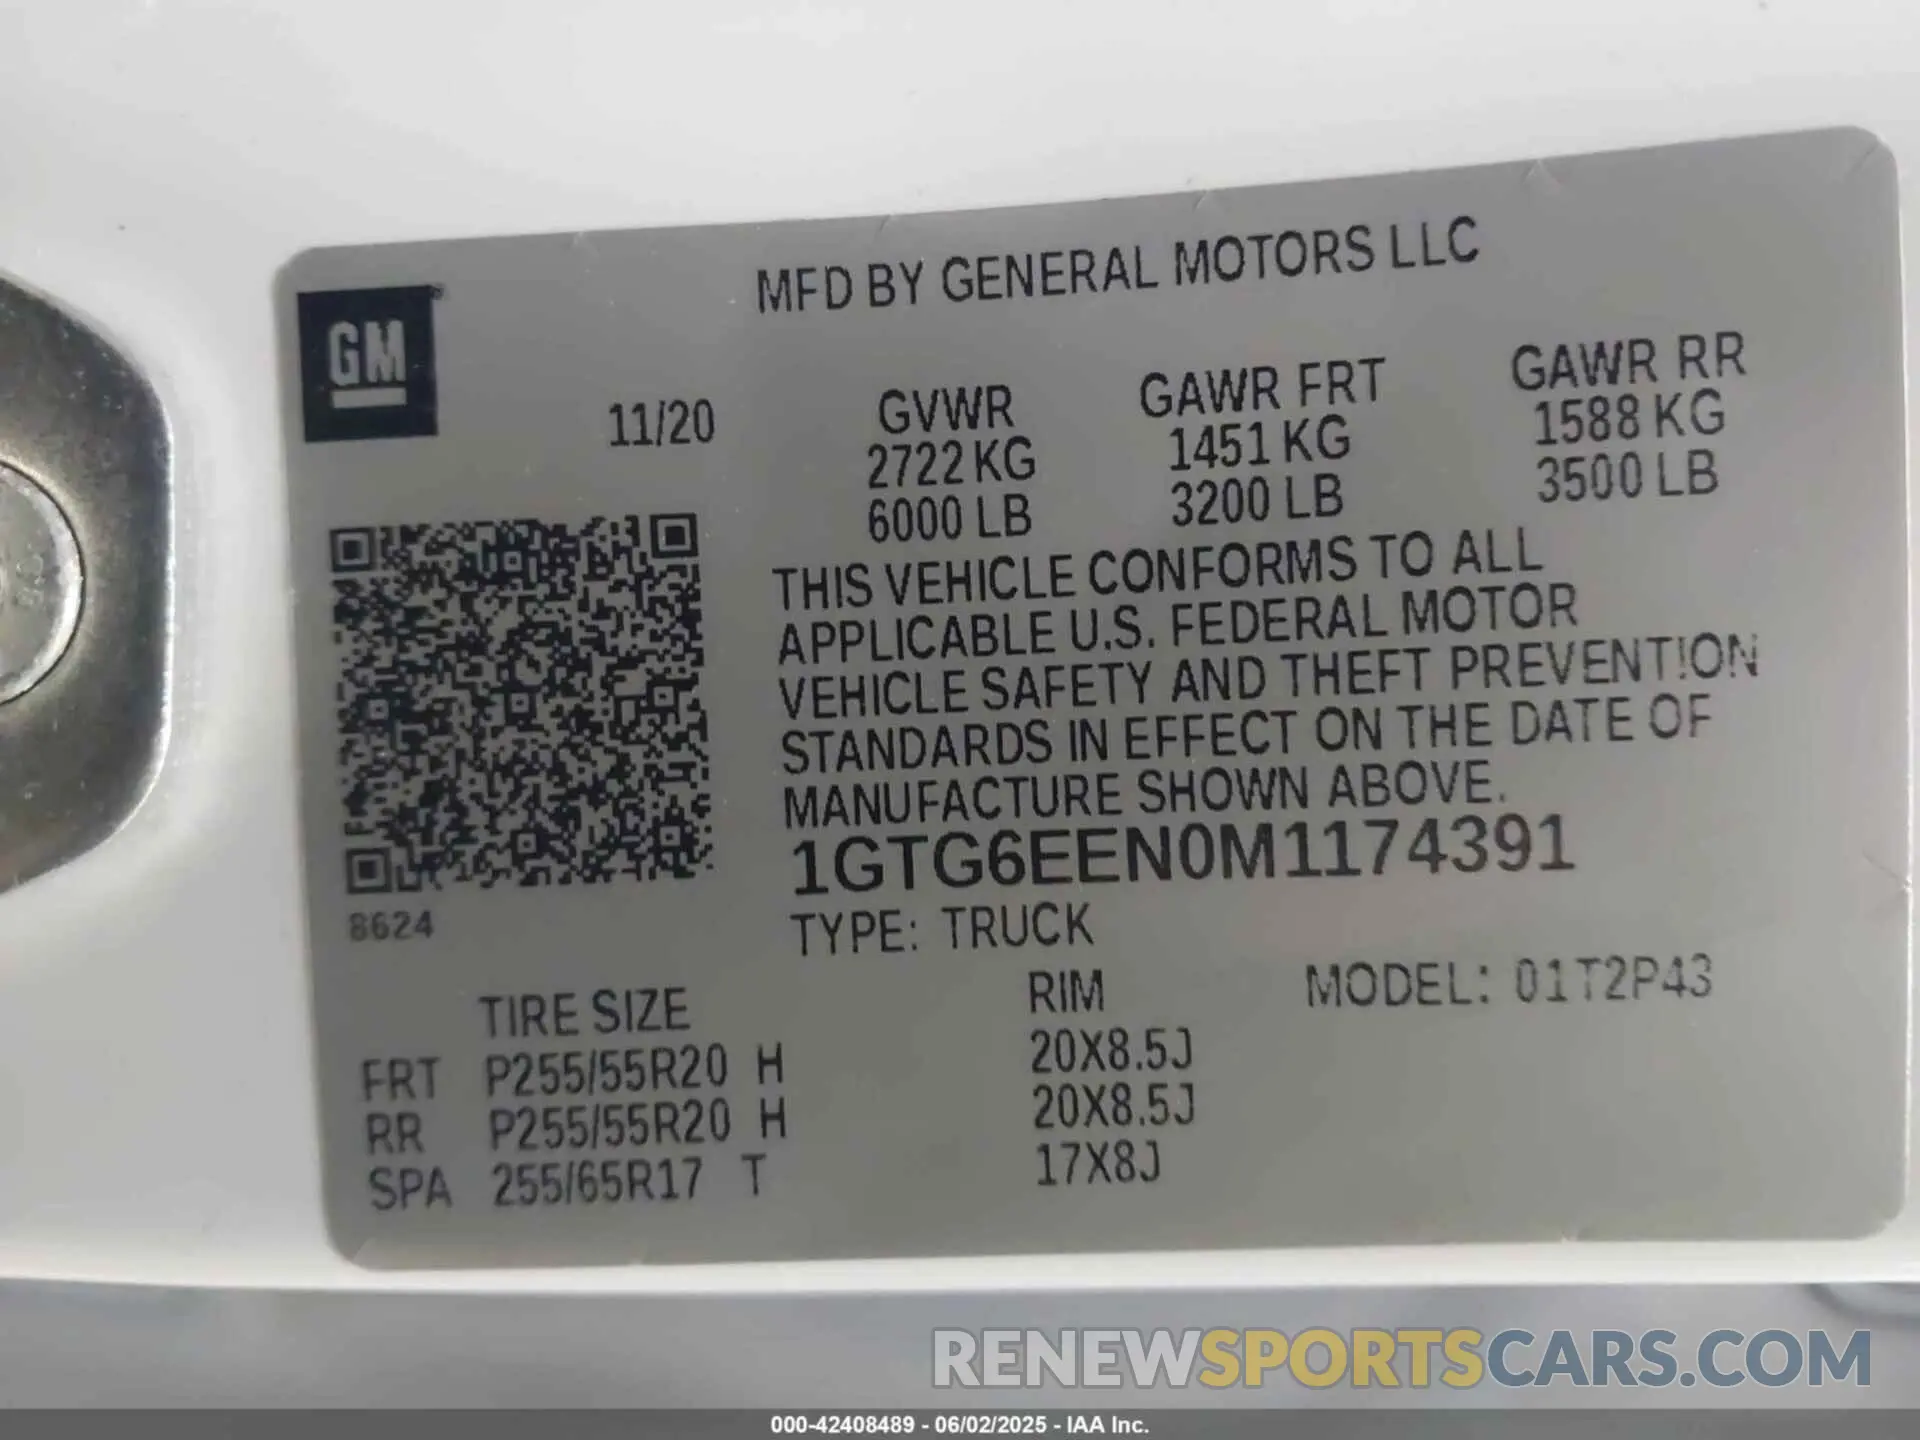 MFD BY GENERAL MOTORS LLC
GM
11/20
GVWR GAWR FRT GAWR RR
2722 KG 1451 KG 1588 KG
6000 LB 3200 LB 3500 LB
THIS VEHICLE CONFORMS TO ALL
APPLICABLE U.S. FEDERAL MOTOR
VEHICLE SAFETY AND THEFT PREVENTION
STANDARDS IN EFFECT ON THE DATE OF
MANUFACTURE SHOWN ABOVE.
1GTG6EEN0M1174391
8624
TYPE: TRUCK
TIRE SIZE RIM MODEL: 01T2P43
FRT P255/55R20 H 20X8.5J
RR P255/55R20 H 20X8.5J
SPA 255/65R17 T 17X8J
RENEWSPORTSCARS.COM
000-42408489 - 06/02/2025 - IAA Inc.